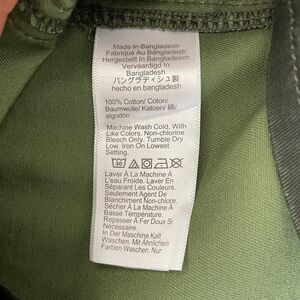 Made In Bangladesh
Fabriqué Au Bangladesh
Hergestellt In Bangladesch
Vervaardigd In
Bangladesh
バングラディシュ製
hecho en bangladesh
100% Cotton/ Coton/
Baumwolle/ Katoen/ 綿/
algodón
Machine Wash Cold. With
Like Colors. Non-chlorine
Bleach Only. Tumble Dry
Low. Iron On Lowest
Setting.
30
Laver À La Machine À
L'eau Froide. Laver En
Séparant Les Couleurs
Seulement Agent De
Blanchiment Non-chloré.
Sécher À La Machine À
Basse Température.
Repasser À Fer Doux Si
Nécessaire.
In Der Maschine Kalt
Waschen. Mit Ähnlichen
Farben Waschen. Nur